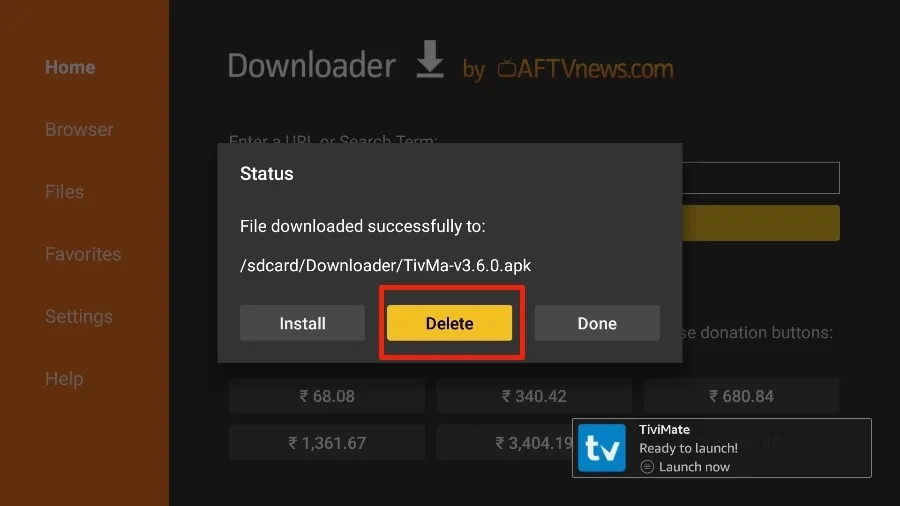 Home
Browser
Files
Favorites
Settings
Help
Downloader by AFTVnews.com
Enter a URL or Search Term:
Status
File downloaded successfully to:
/sdcard/Downloader/TivMa-v3.6.0.apk
Install
Delete
Done
se donation buttons:
₹ 68.08
₹ 340.42
₹ 680.84
₹ 1,361.67
₹ 3,404.19
tv
TiviMate
Ready to launch!
Launch now